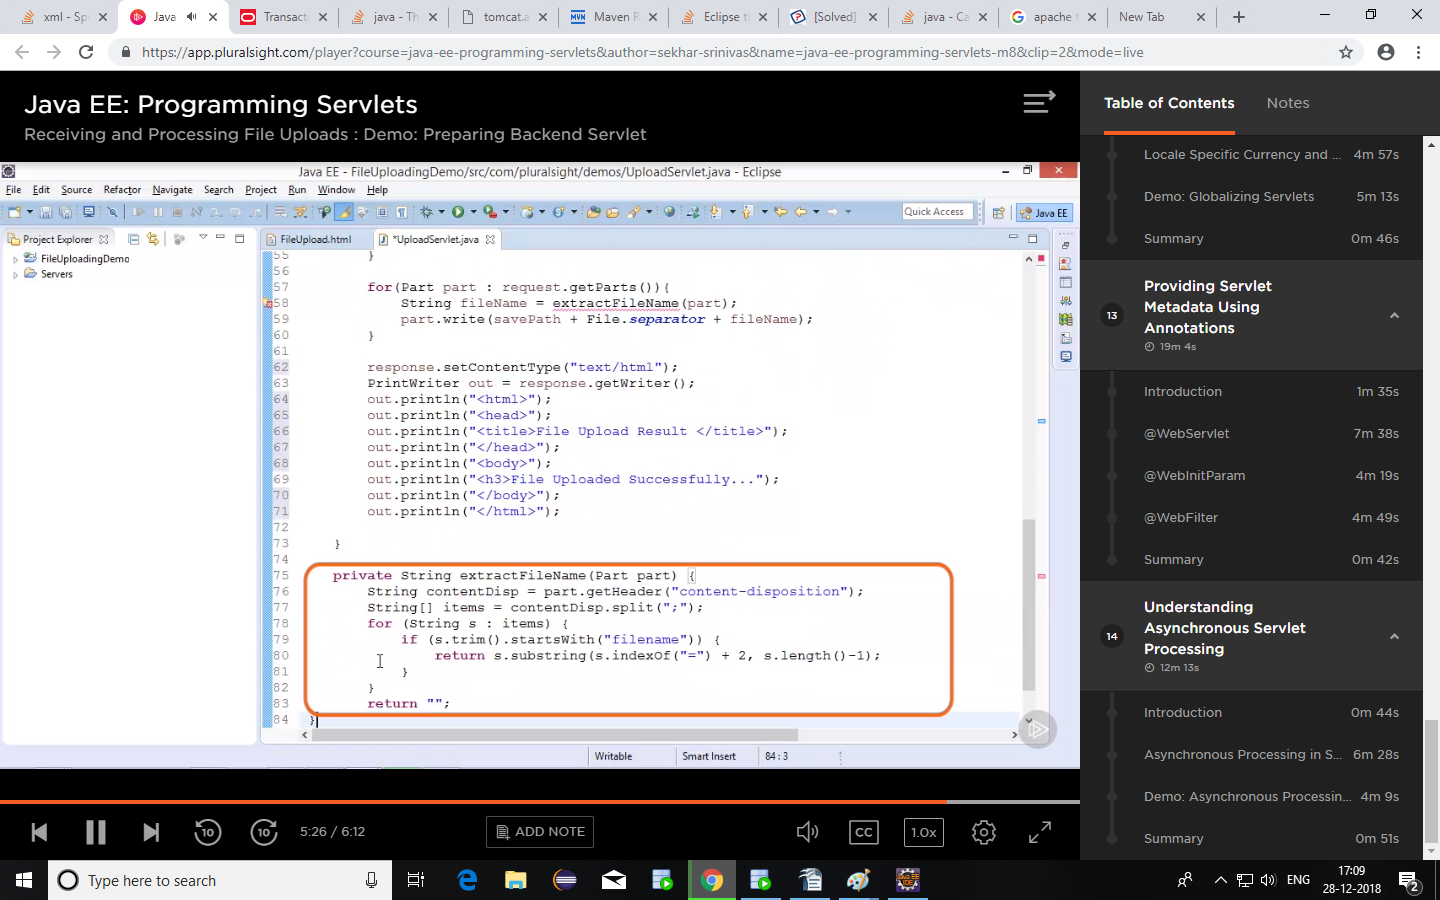 xml - Sp
Java
Transacti
java - Th
tomcat.a
Maven R
Eclipse ti
[Solved]
java - Ca
apache t
New Tab
https://app.pluralsight.com/player?course=java-ee-programming-servlets&author=sekhar-srinivas&name=java-ee-programming-servlets-m8&clip=2&mode=live
Java EE: Programming Servlets
Receiving and Processing File Uploads : Demo: Preparing Backend Servlet
Java EE - FileUploadingDemo/src/com/pluralsight/demos/UploadServlet.java - Eclipse
File Edit Source Refactor Navigate Search Project Run Window Help
Quick Access
Java EE
Project Explorer
FileUpload.html
*UploadServlet.java
FileUploadingDemo
Servers
55 }
56
57 for(Part part : request.getParts()){
58 String fileName = extractFileName(part);
59 part.write(savePath + File.separator + fileName);
60 }
61
62 response.setContentType("text/html");
63 PrintWriter out = response.getWriter();
64 out.println("<html>");
65 out.println("<head>");
66 out.println("<title>File Upload Result </title>");
67 out.println("</head>");
68 out.println("<body>");
69 out.println("<h3>File Uploaded Successfully...");
70 out.println("</body>");
71 out.println("</html>");
72
73 }
74
75 private String extractFileName(Part part) {
76 String contentDisp = part.getHeader("content-disposition");
77 String[] items = contentDisp.split(";");
78 for (String s : items) {
79 if (s.trim().startsWith("filename")) {
80 return s.substring(s.indexOf("=") + 2, s.length()-1);
81 }
82 }
83 return "";
84 }
Writable
Smart Insert
84 : 3
10
10
5:26 / 6:12
ADD NOTE
CC
1.0x
Table of Contents
Notes
Locale Specific Currency and ... 4m 57s
Demo: Globalizing Servlets 5m 13s
Summary 0m 46s
13
Providing Servlet
Metadata Using
Annotations
19m 4s
Introduction 1m 35s
@WebServlet 7m 38s
@WebInitParam 4m 19s
@WebFilter 4m 49s
Summary 0m 42s
14
Understanding
Asynchronous Servlet
Processing
12m 13s
Introduction 0m 44s
Asynchronous Processing in S... 6m 28s
Demo: Asynchronous Processin... 4m 9s
Summary 0m 51s
Type here to search
ENG
17:09
28-12-2018
2